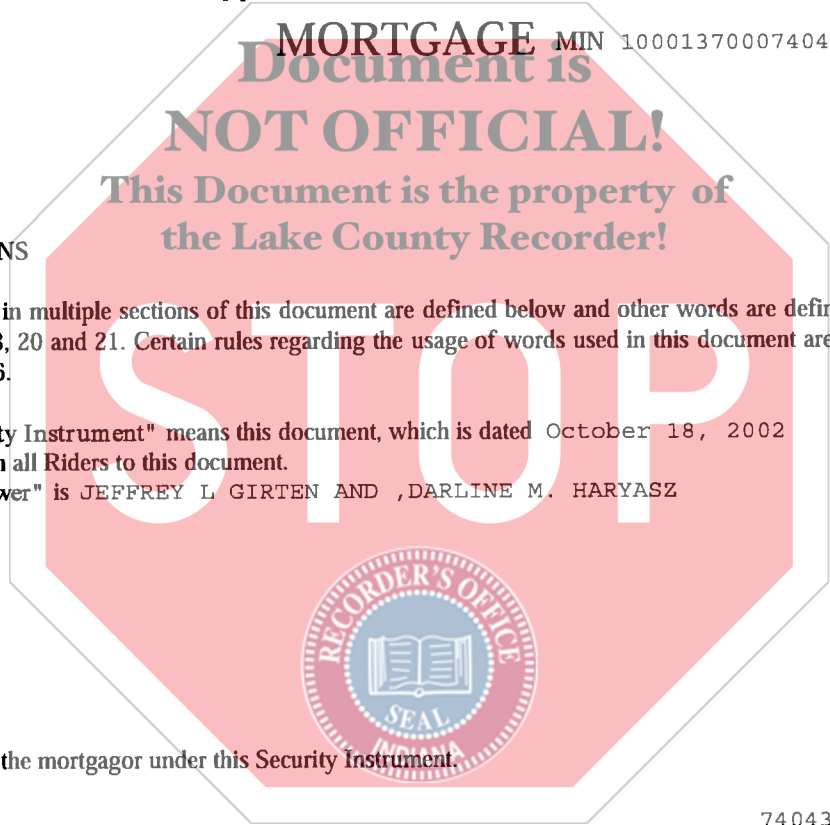 MORTGAGE MIN 10001370007404
Document is
NOT OFFICIAL!
This Document is the property of
the Lake County Recorder!
NS
in multiple sections of this document are defined below and other words are defin
3, 20 and 21. Certain rules regarding the usage of words used in this document are
6.
STOP
ty Instrument" means this document, which is dated October 18, 2002
n all Riders to this document.
wer" is JEFFREY L GIRTEN AND ,DARLINE M. HARYASZ
RECORDER'S OFFICE
SEAL
INDIANA
the mortgagor under this Security Instrument.
74043